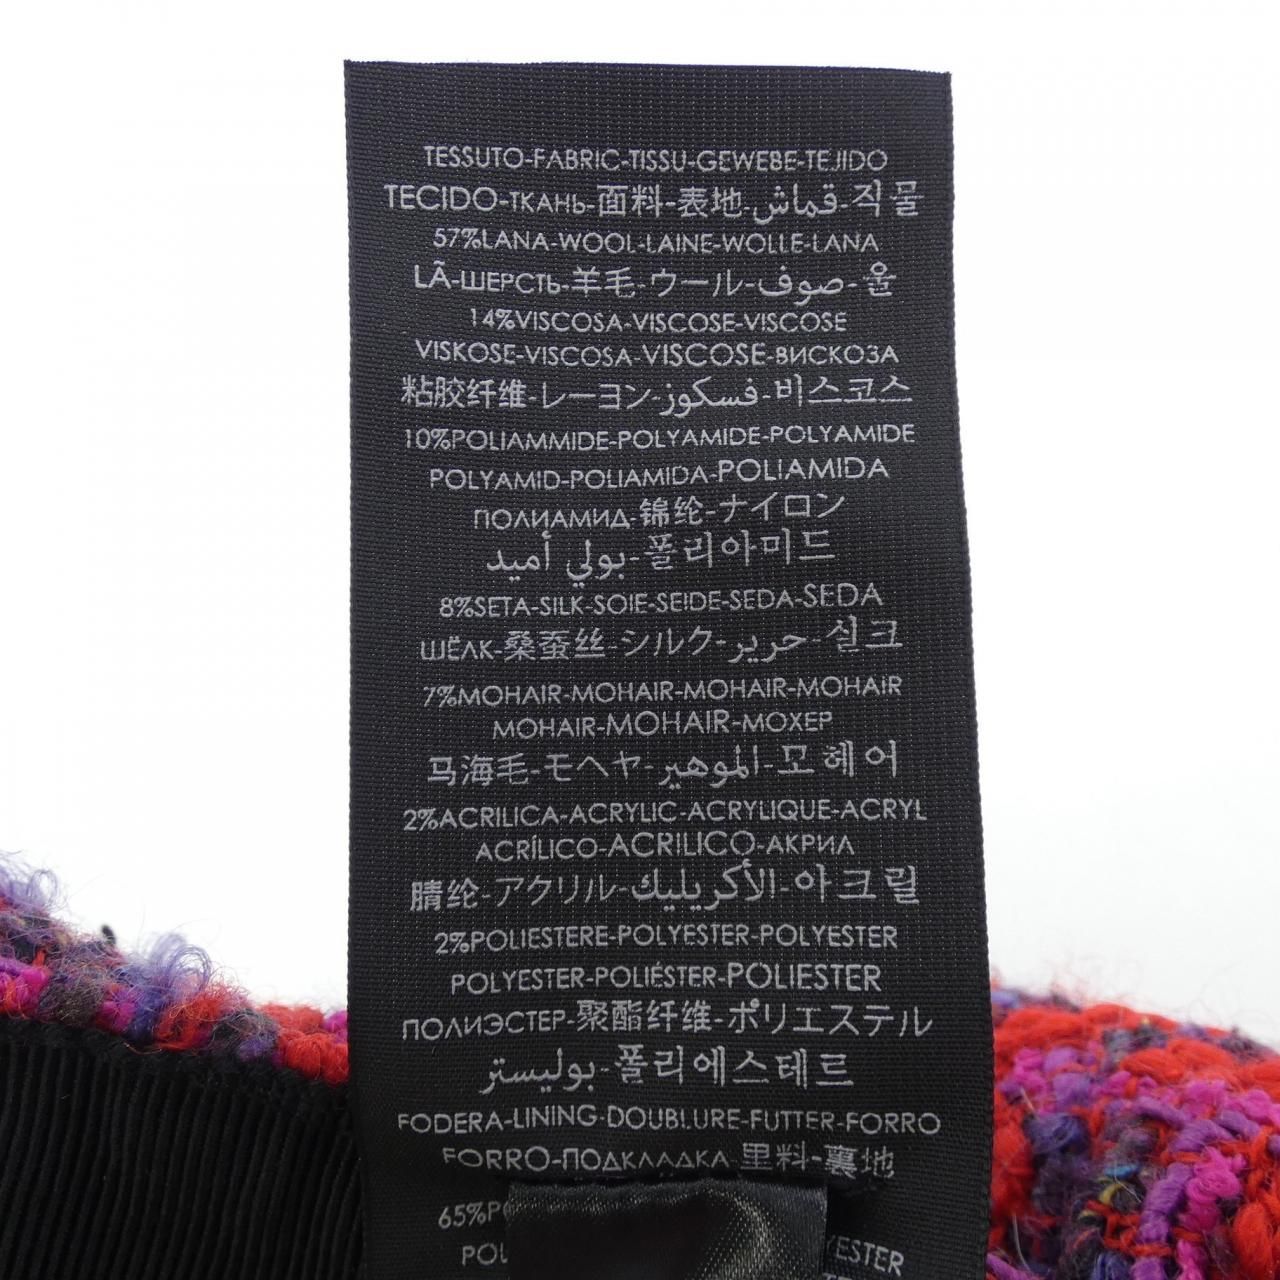 TESSUTO-FABRIC-TISSU-GEWEBE-TEJIDO
TECIDO-ТКАНЬ-面料-表地-قماش-직물
57%LANA-WOOL-LAINE-WOLLE-LANA
LÃ-ШЕРСТЬ-羊毛-ウール-صوف-울
14%VISCOSA-VISCOSE-VISCOSE
VISKOSE-VISCOSA-VISCOSE-ВИСКОЗА
粘胶纤维-レーヨン-فسكوز-비스코스
10%POLIAMMIDE-POLYAMIDE-POLYAMIDE
POLYAMID-POLIAMIDA-POLIAMIDA
ПОЛИАМИД-锦纶-ナイロン
بولي أميد-폴리아미드
8%SETA-SILK-SOIE-SEIDE-SEDA-SEDA
ШЁЛК-桑蚕丝-シルク-حرير-실크
7%MOHAIR-MOHAIR-MOHAIR-MOHAIR
MOHAIR-MOHAIR-МОХЕР
马海毛-モヘヤ-الموهير-모헤어
2%ACRILICA-ACRYLIC-ACRYLIQUE-ACRYL
ACRÍLICO-ACRILICO-АКРИЛ
腈纶-アクリル-الأكريليك-아크릴
2%POLIESTERE-POLYESTER-POLYESTER
POLYESTER-POLIÉSTER-POLIESTER
ПОЛИЭСТЕР-聚酯纤维-ポリエステル
بوليستر-폴리에스테르
FODERA-LINING-DOUBLURE-FUTTER-FORRO
FORRO-ПОДКЛАДКА-里料-裏地
65%